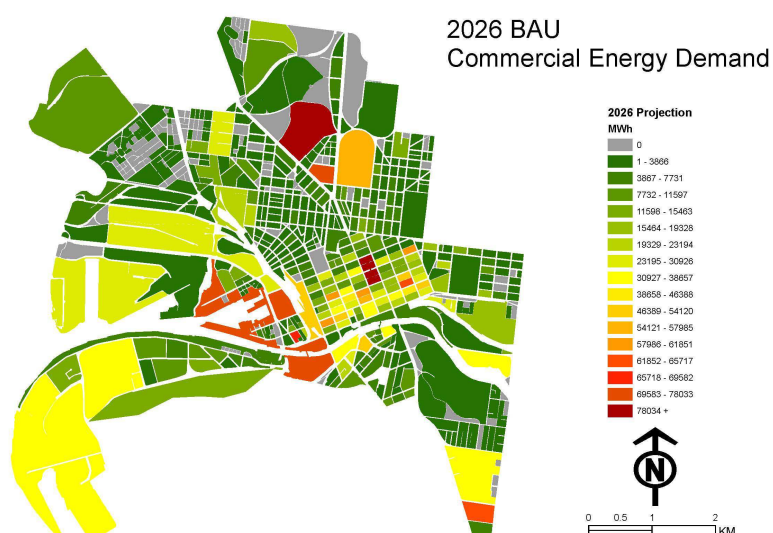 2026 BAU
Commercial Energy Demand
2026 Projection
MWh
0
1 - 3866
3867 - 7731
7732 - 11597
11598 - 15463
15464 - 19328
19329 - 23194
23195 - 30926
30927 - 38657
38658 - 46388
46389 - 54120
54121 - 57985
57986 - 61851
61852 - 65717
65718 - 69582
69583 - 78033
78034 +
N
0 0.5 1 2
KM